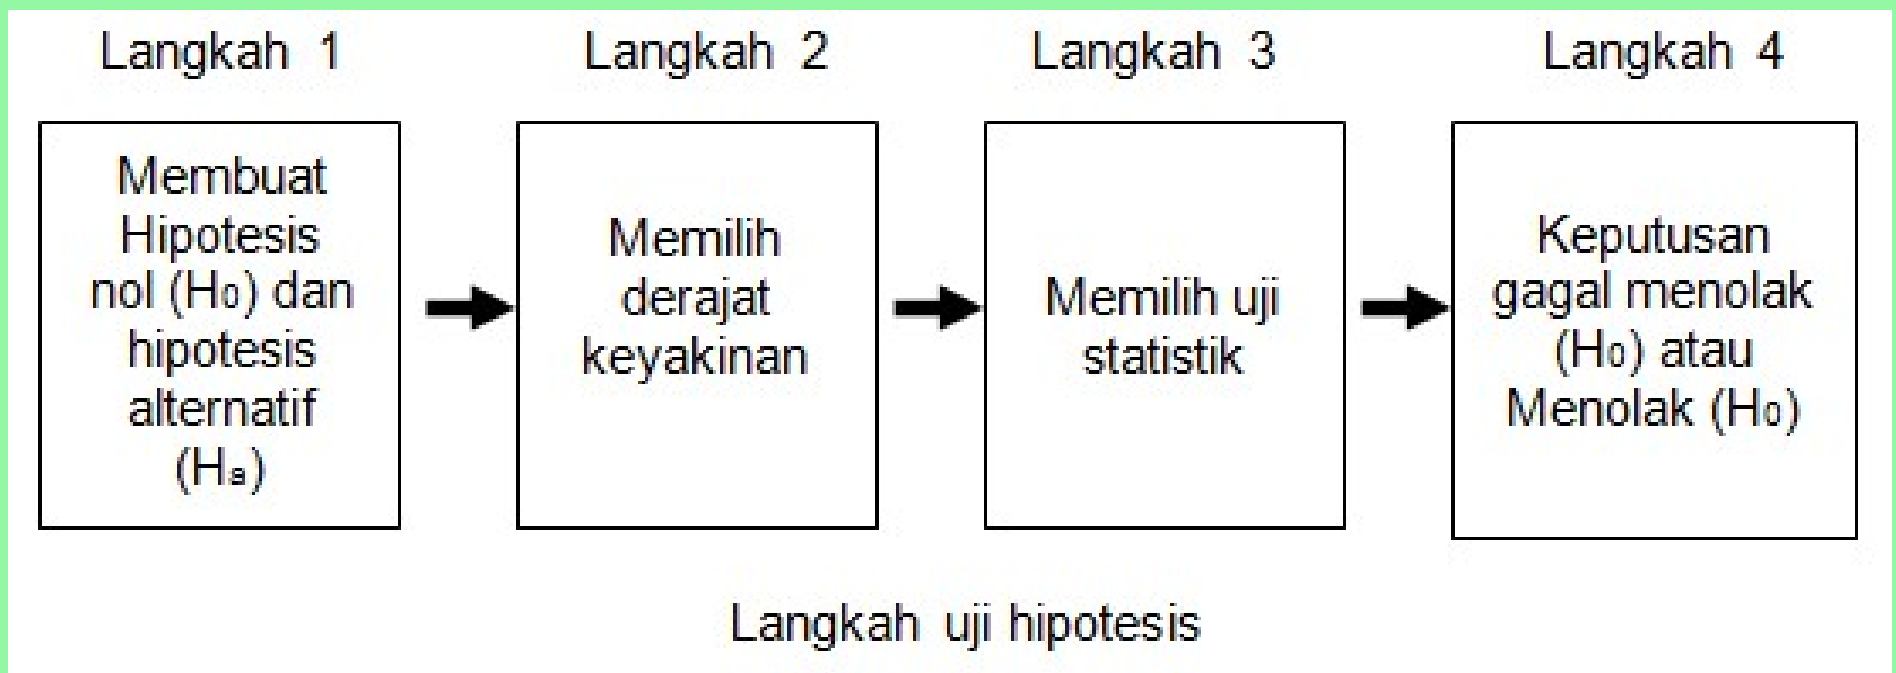 Langkah 1
Langkah 2
Langkah 3
Langkah 4
Membuat
Hipotesis
nol (H₀) dan
hipotesis
alternatif
(Hₐ)
Memilih
derajat
keyakinan
Memilih uji
statistik
Keputusan
gagal menolak
(H₀) atau
Menolak (H₀)
Langkah uji hipotesis